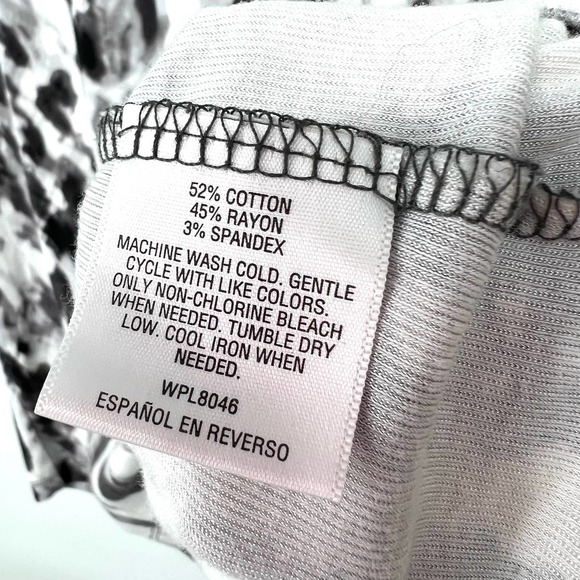 52% COTTON
45% RAYON
3% SPANDEX
MACHINE WASH COLD. GENTLE
CYCLE WITH LIKE COLORS.
ONLY NON-CHLORINE BLEACH
WHEN NEEDED. TUMBLE DRY
LOW. COOL IRON WHEN
NEEDED.
WPL8046
ESPAÑOL EN REVERSO